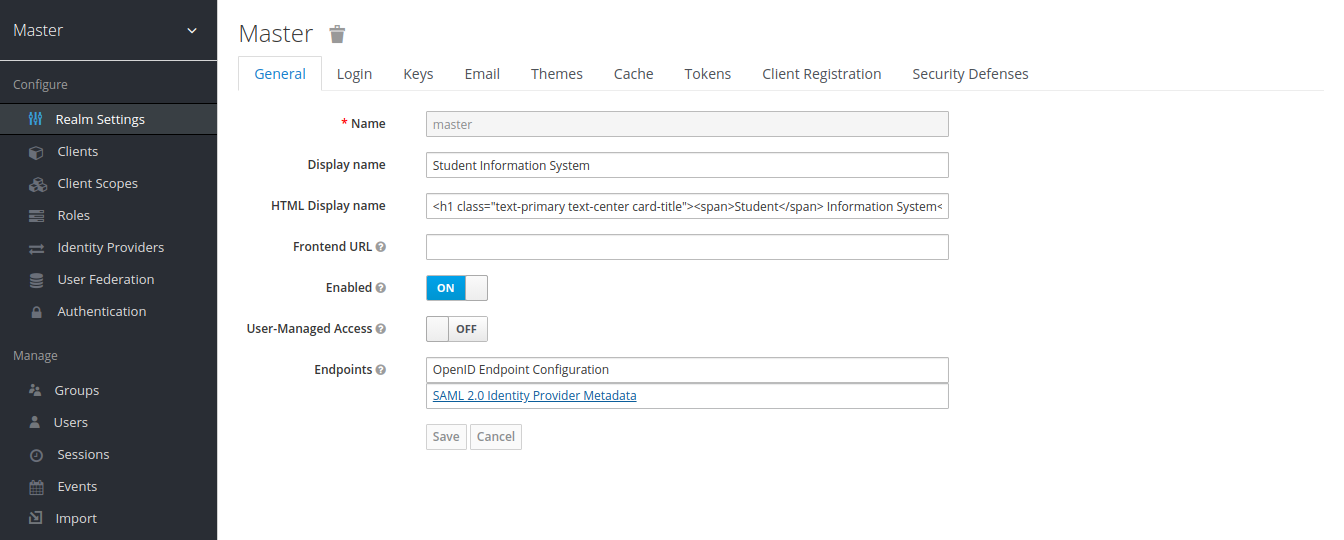 Master
Configure
Realm Settings
Clients
Client Scopes
Roles
Identity Providers
User Federation
Authentication
Manage
Groups
Users
Sessions
Events
Import
Master
General Login Keys Email Themes Cache Tokens Client Registration Security Defenses
* Name master
Display name Student Information System
HTML Display name <h1 class="text-primary text-center card-title"><span>Student</span> Information System<
Frontend URL
Enabled ON
User-Managed Access OFF
Endpoints OpenID Endpoint Configuration
SAML 2.0 Identity Provider Metadata
Save Cancel